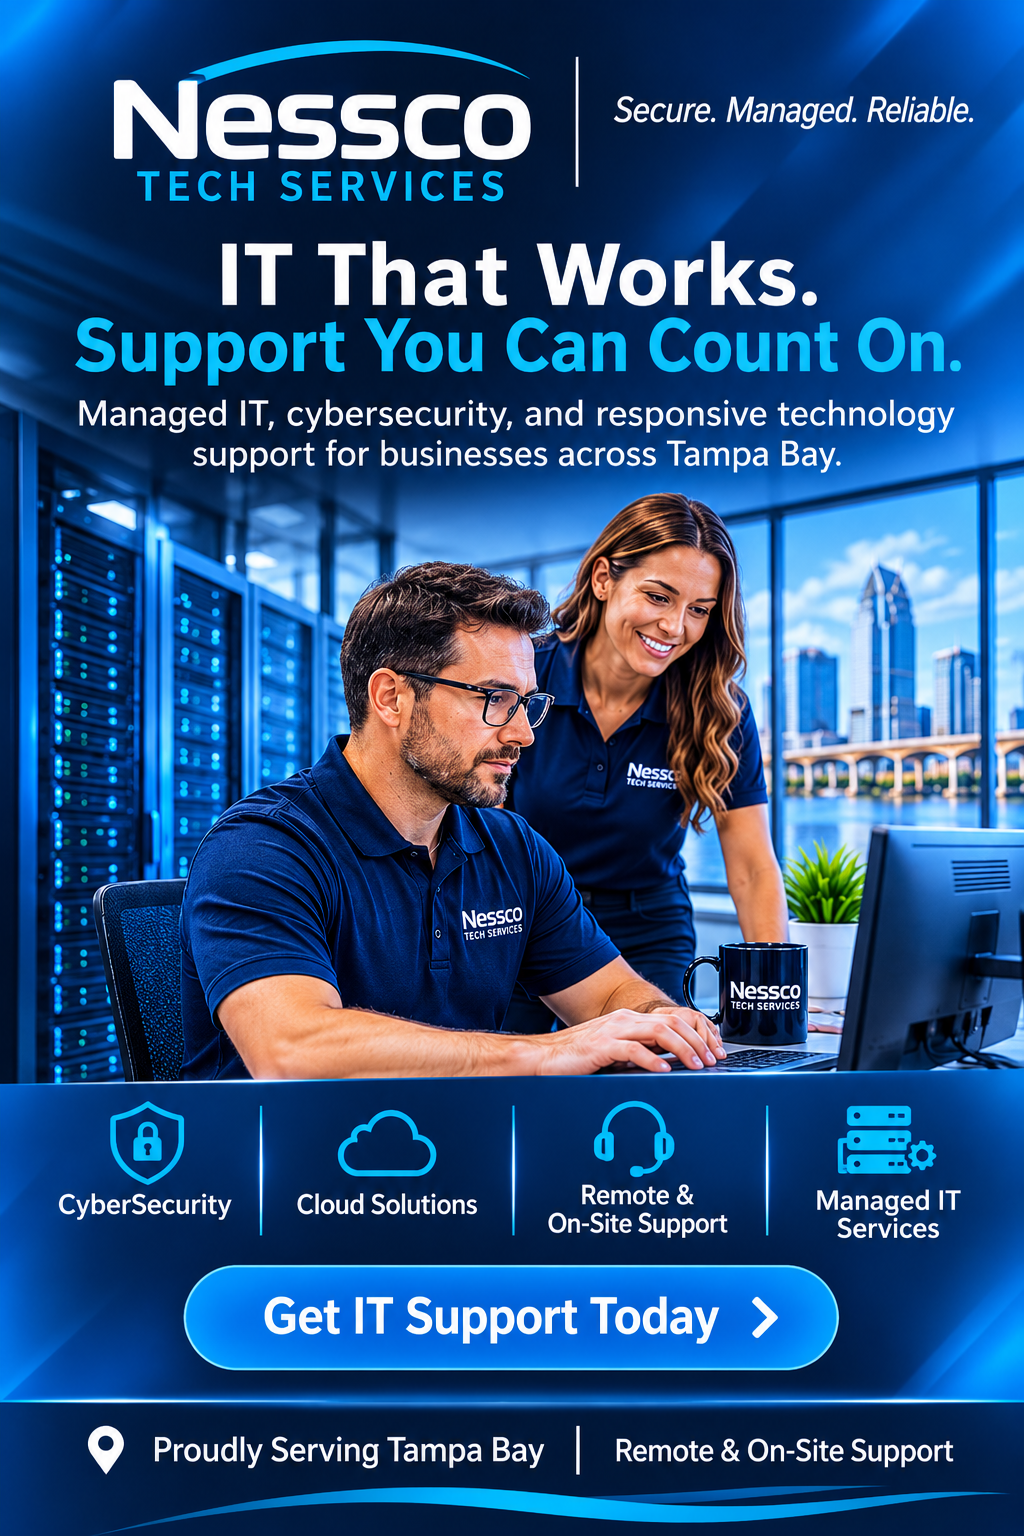 Nessco
TECH SERVICES
Secure. Managed. Reliable.
IT That Works.
Support You Can Count On.
Managed IT, cybersecurity, and responsive technology
support for businesses across Tampa Bay.
Nessc
TECH SERVICE
Nessco
TECH SERVICES
Nessco
TECH SERVICES
CyberSecurity
Cloud Solutions
Remote &
On-Site Support
Managed IT
Services
Get IT Support Today
Proudly Serving Tampa Bay
Remote & On-Site Support